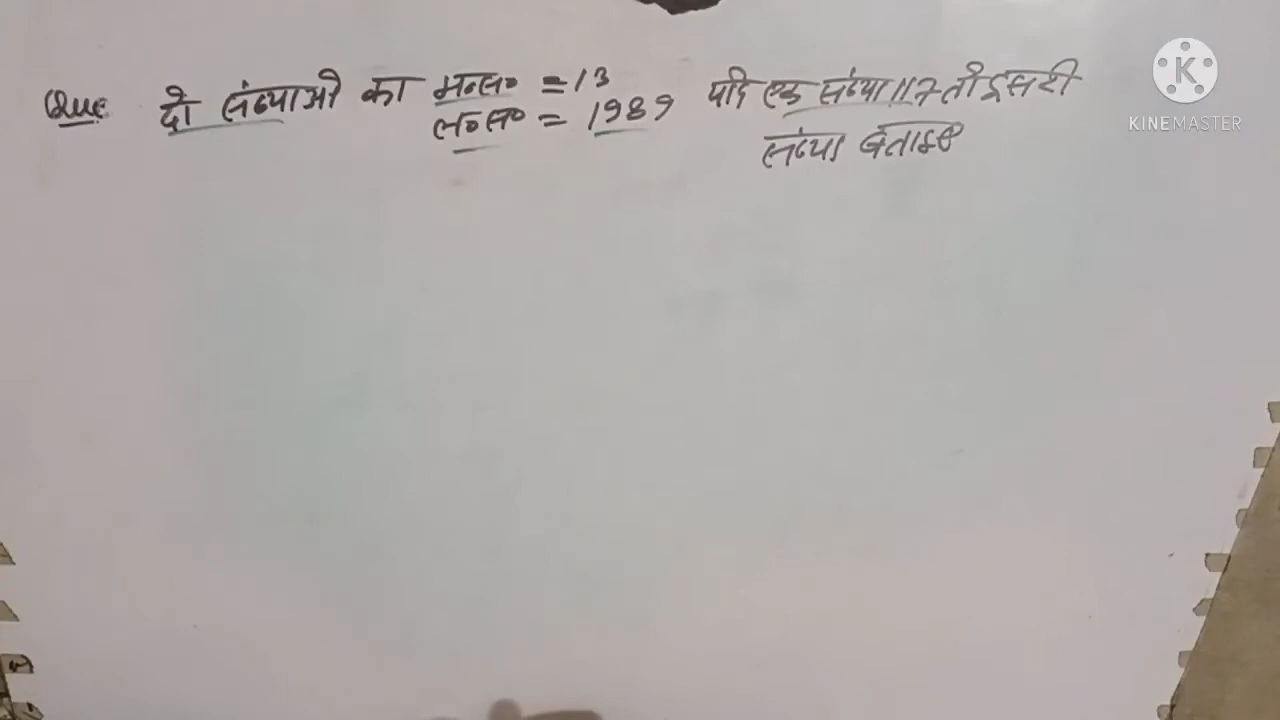 Que दो संख्याओ का म०स० = 13 यदि एक संख्या 117 तो दूसरी
ल०स० = 1989 संख्या बताइए
K
KINEMASTER